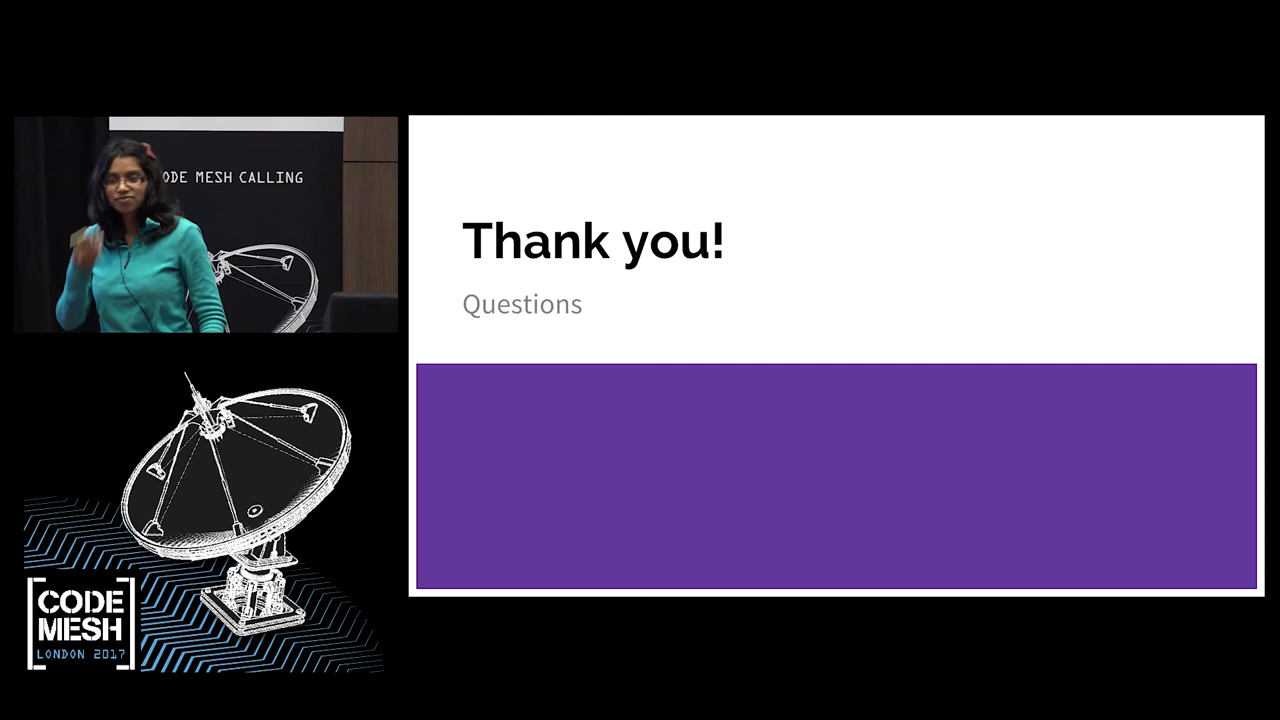 ODE MESH CALLING
Thank you!
Questions
CODE
MESH
LONDON 2017